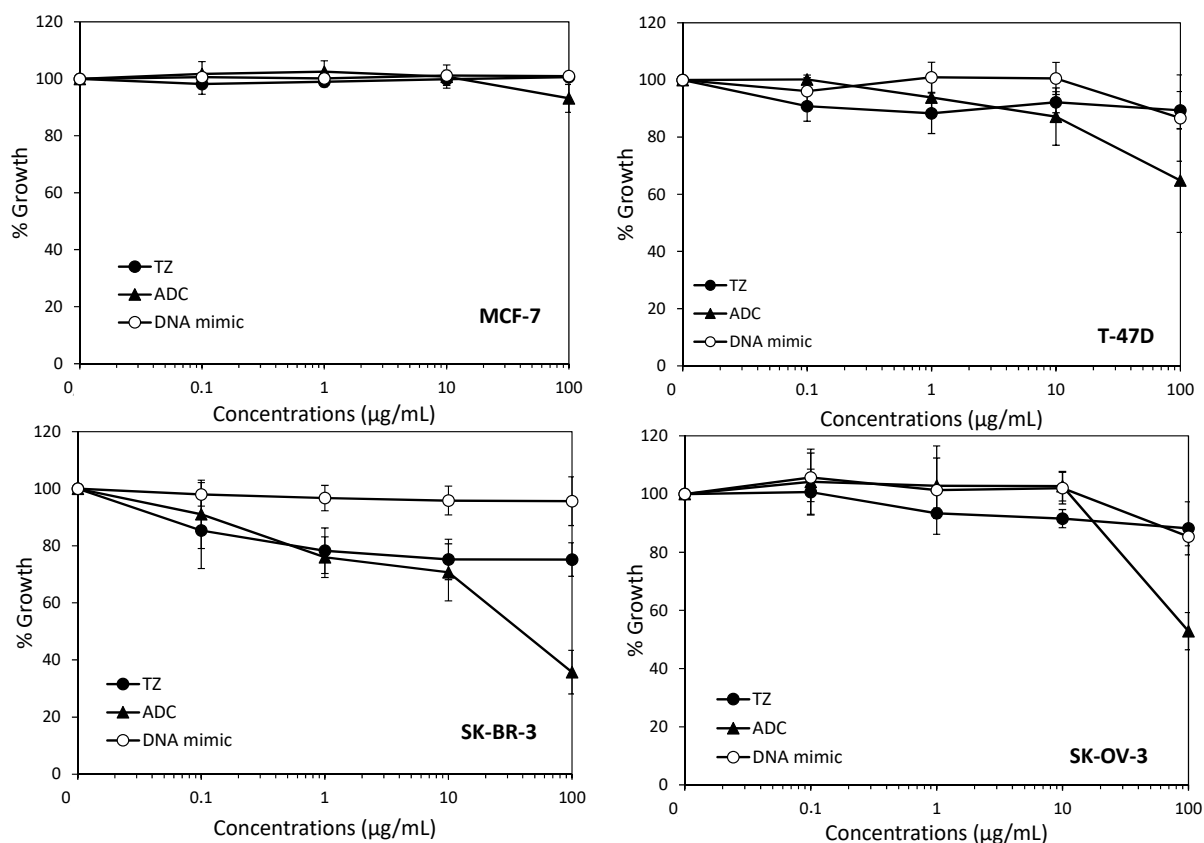 120
100
80
60
40
20
0
% Growth
TZ
ADC
DNA mimic
MCF-7
0 0.1 1 10 100
Concentrations (µg/mL)
120
100
80
60
40
20
0
% Growth
TZ
ADC
DNA mimic
T-47D
0 0.1 1 10 100
Concentrations (µg/mL)
120
100
80
60
40
20
0
% Growth
TZ
ADC
DNA mimic
SK-BR-3
0 0.1 1 10 100
Concentrations (µg/mL)
120
100
80
60
40
20
0
% Growth
TZ
ADC
DNA mimic
SK-OV-3
0 0.1 1 10 100
Concentrations (µg/mL)